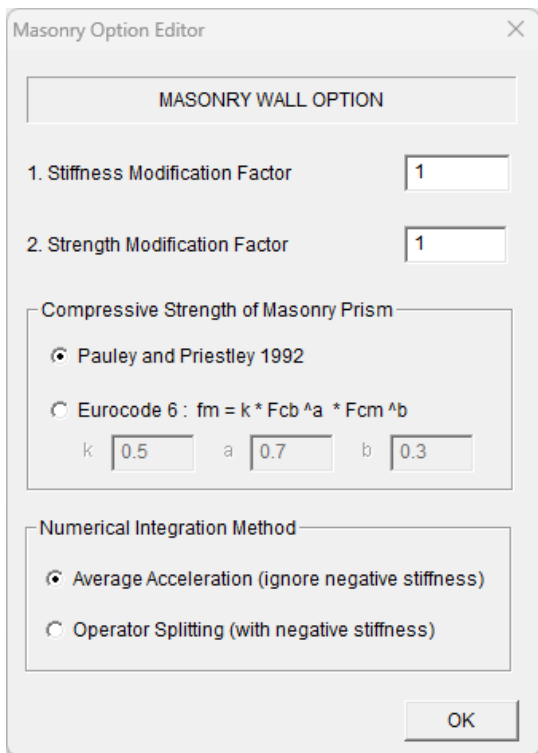 Masonry Option Editor
MASONRY WALL OPTION
1. Stiffness Modification Factor 1
2. Strength Modification Factor 1
Compressive Strength of Masonry Prism
Pauley and Priestley 1992
Eurocode 6 : fm = k * Fcb ^a * Fcm ^b
k 0.5 a 0.7 b 0.3
Numerical Integration Method
Average Acceleration (ignore negative stiffness)
Operator Splitting (with negative stiffness)
OK